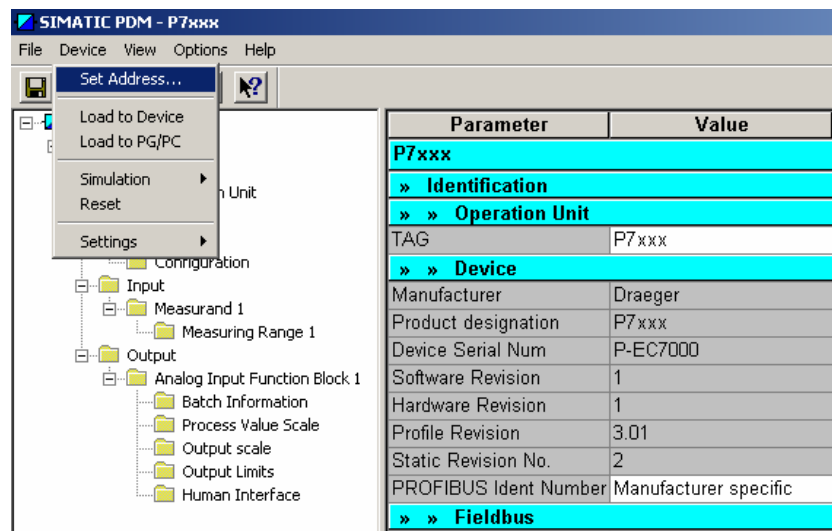 SIMATIC PDM - P7xxx
File Device View Options Help
Set Address...
Load to Device
Load to PG/PC
Simulation
Reset
Settings
Unit
Configuration
Input
Measurand 1
Measuring Range 1
Output
Analog Input Function Block 1
Batch Information
Process Value Scale
Output scale
Output Limits
Human Interface
Parameter Value
P7xxx
» Identification
» » Operation Unit
TAG P7xxx
» » Device
Manufacturer Draeger
Product designation P7xxx
Device Serial Num P-EC7000
Software Revision 1
Hardware Revision 1
Profile Revision 3.01
Static Revision No. 2
PROFIBUS Ident Number Manufacturer specific
» » Fieldbus